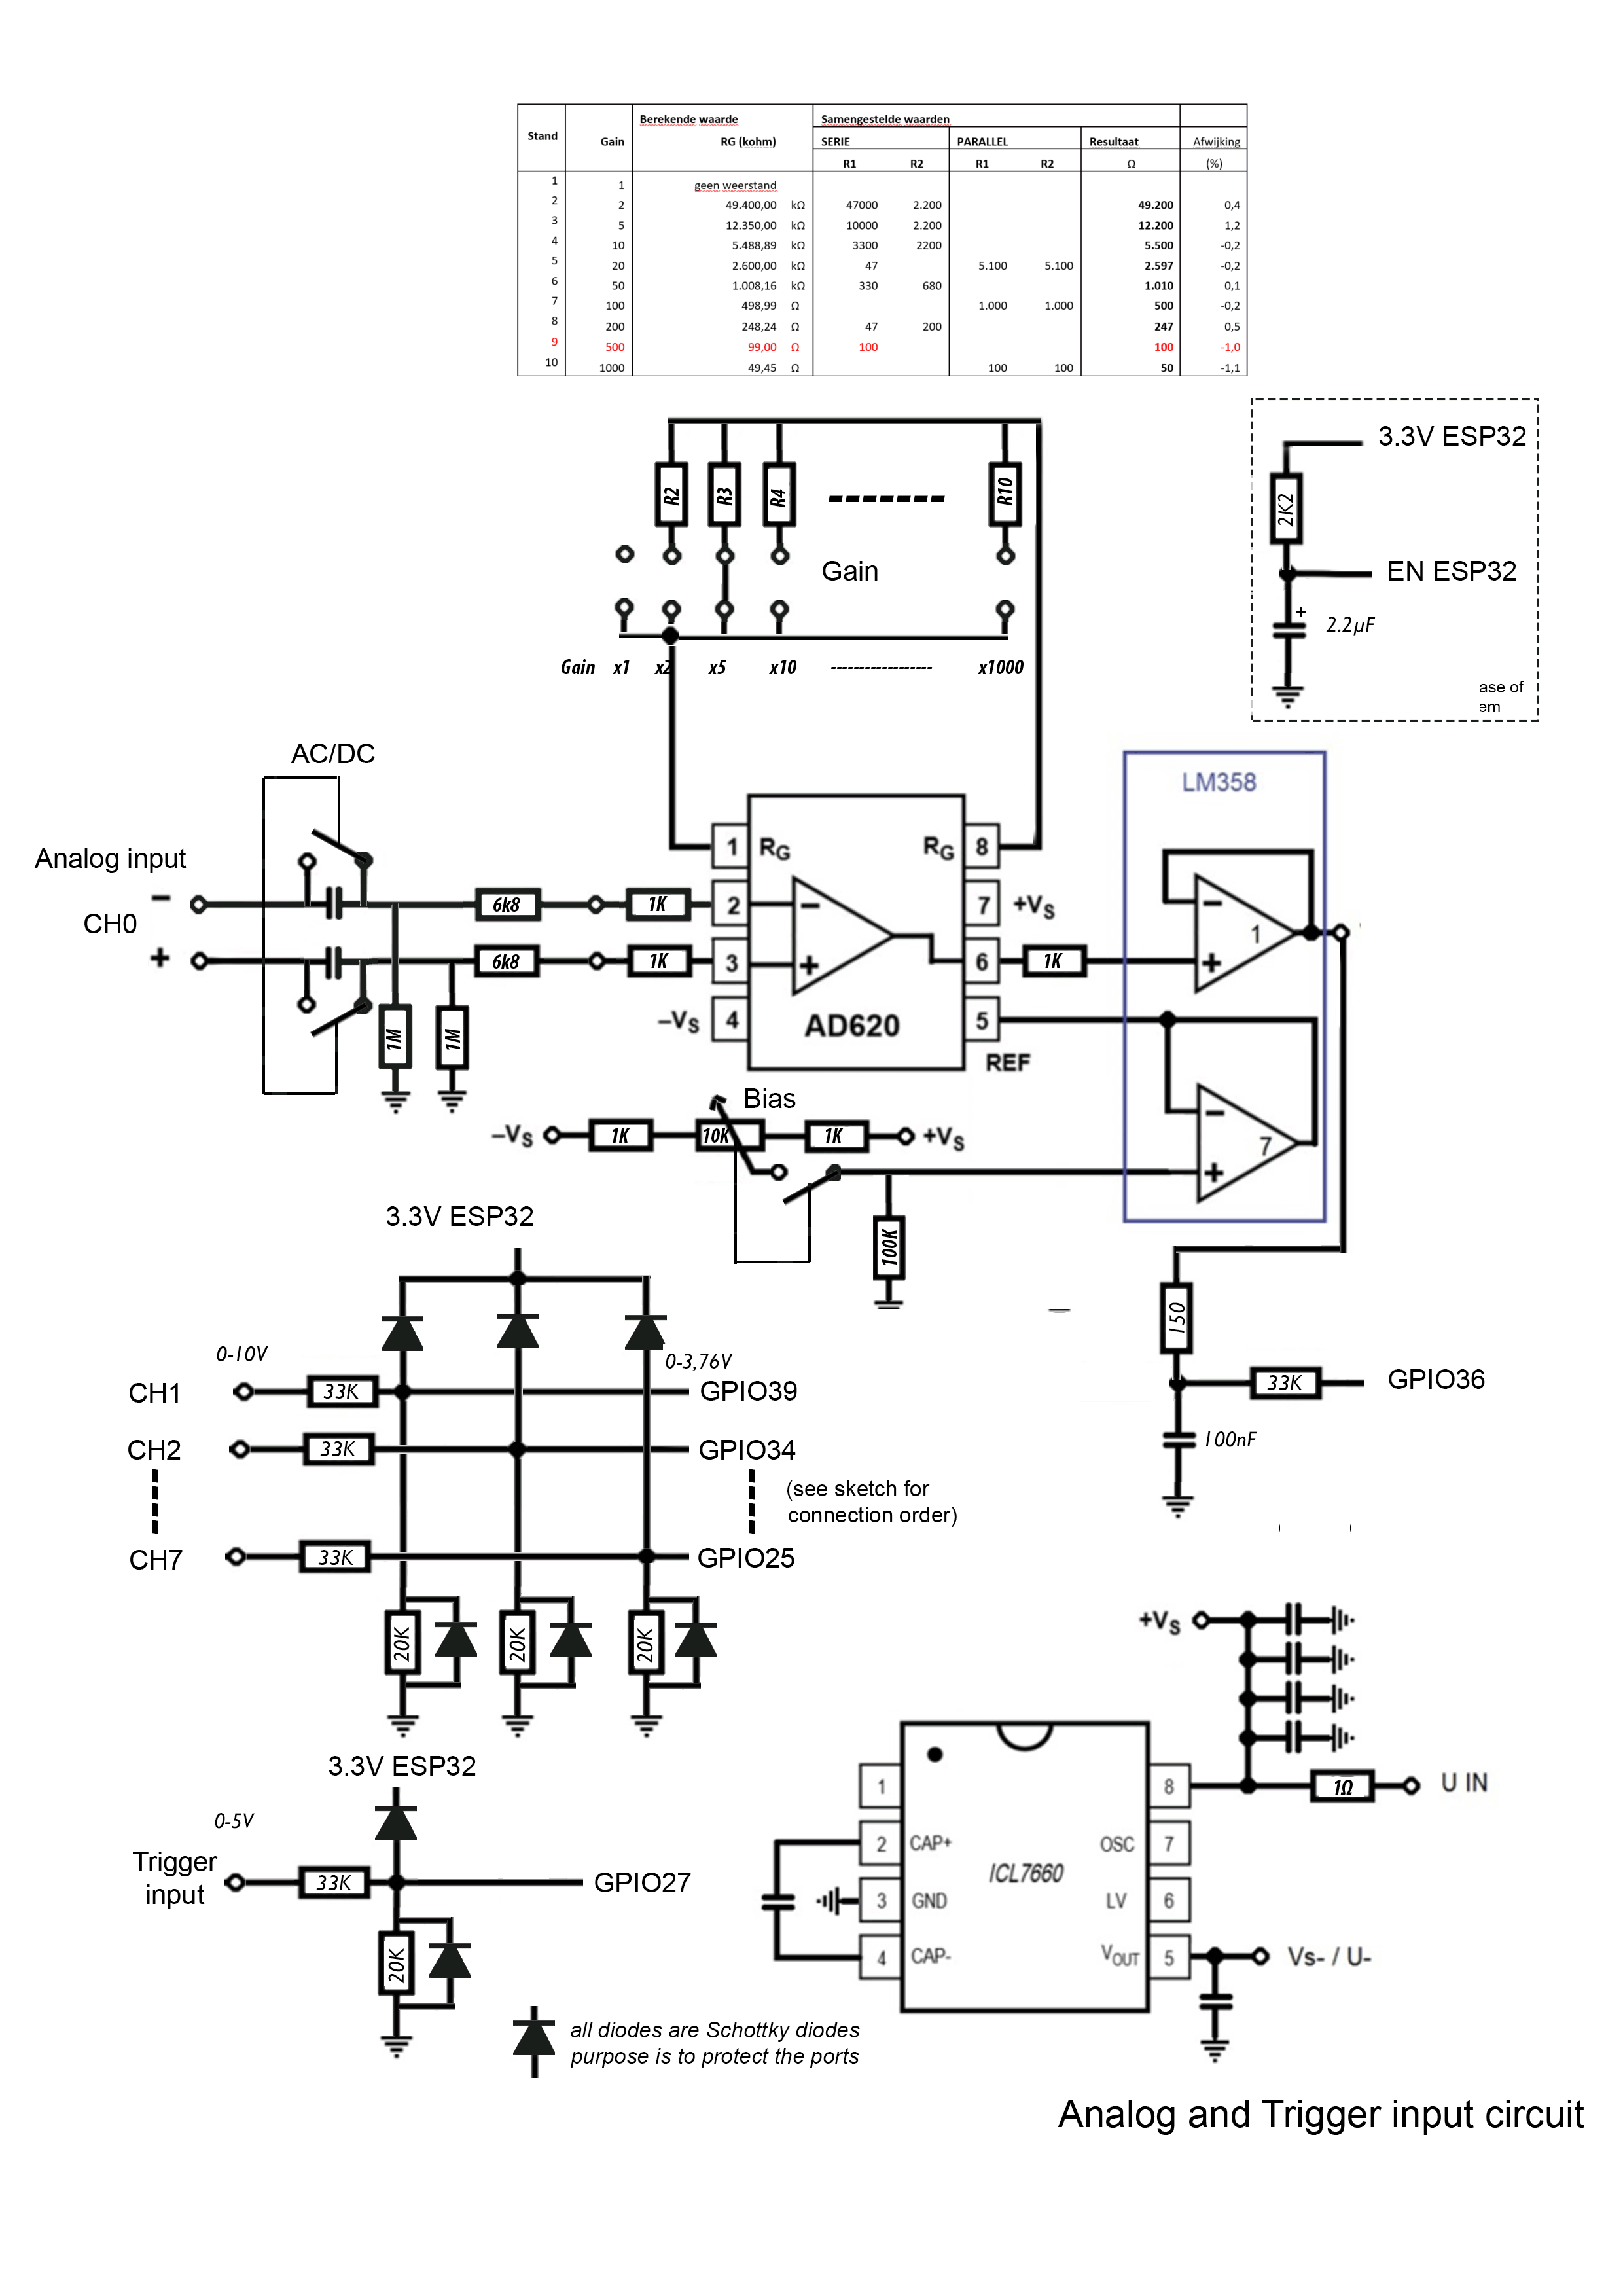 Berekende waarde Samengestelde waarden
Stand Gain RG (kohm) SERIE PARALLEL Resultaat Afwijking
R1 R2 R1 R2 Ω (%)
1 1 geen weerstand
2 2 49.400,00 kΩ 47000 2.200 49.200 0,4
3 5 12.350,00 kΩ 10000 2.200 12.200 1,2
4 10 5.488,89 kΩ 3300 2200 5.500 -0,2
5 20 2.600,00 kΩ 47 5.100 5.100 2.597 -0,2
6 50 1.008,16 kΩ 330 680 1.010 0,1
7 100 498,99 Ω 1.000 1.000 500 -0,2
8 200 248,24 Ω 47 200 247 0,5
9 500 99,00 Ω 100 100 -1,0
10 1000 49,45 Ω 100 100 50 -1,1
R2 R3 R4 R10
Gain
Gain x1 x2 x5 x10 x1000
3.3V ESP32
2K2
EN ESP32
+
2.2µF
ase of
em
AC/DC
Analog input
CH0
−
+
6k8 1K
6k8 1K
1M 1M
1 RG RG 8
2 − 7 +VS
3 + 6 1K
–VS 4 AD620 5
REF
LM358
− 1 +
− 7 +
Bias
–VS 1K 10K 1K +VS
100K
150
33K GPIO36
100nF
3.3V ESP32
0-10V 0-3,76V
CH1 33K GPIO39
CH2 33K GPIO34
(see sketch for
connection order)
CH7 33K GPIO25
20K 20K 20K
3.3V ESP32
0-5V
Trigger
input
33K GPIO27
20K
all diodes are Schottky diodes
purpose is to protect the ports
+VS
1 8 1Ω U IN
2 CAP+ OSC 7
ICL7660
3 GND LV 6
4 CAP- VOUT 5 Vs- / U-
Analog and Trigger input circuit